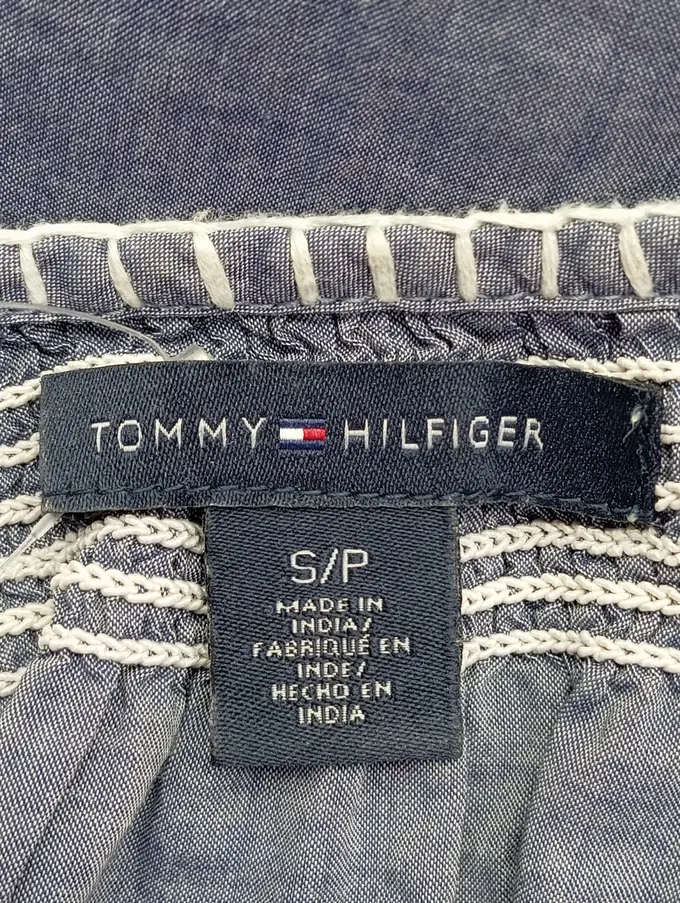 TOMMY HILFIGER
S/P
MADE IN
INDIA/
FABRIQUÉ EN
INDE/
HECHO EN
INDIA